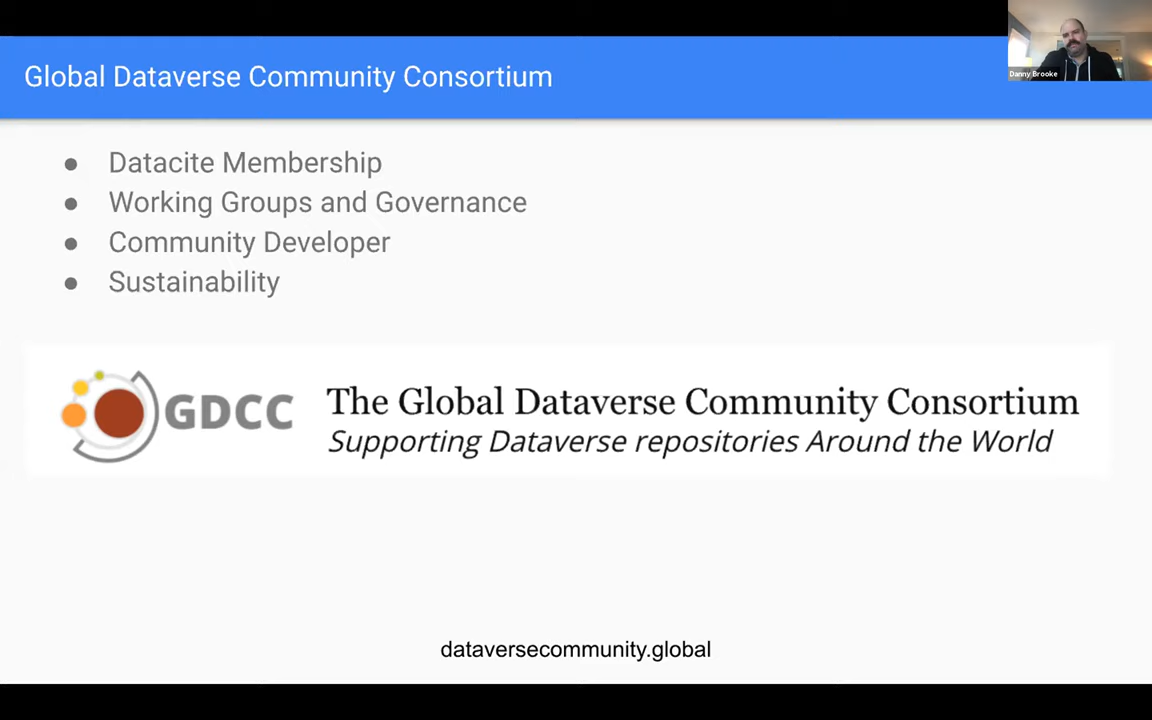 Global Dataverse Community Consortium
Danny Brooke
● Datacite Membership
● Working Groups and Governance
● Community Developer
● Sustainability
GDCC
The Global Dataverse Community Consortium
Supporting Dataverse repositories Around the World
dataversecommunity.global